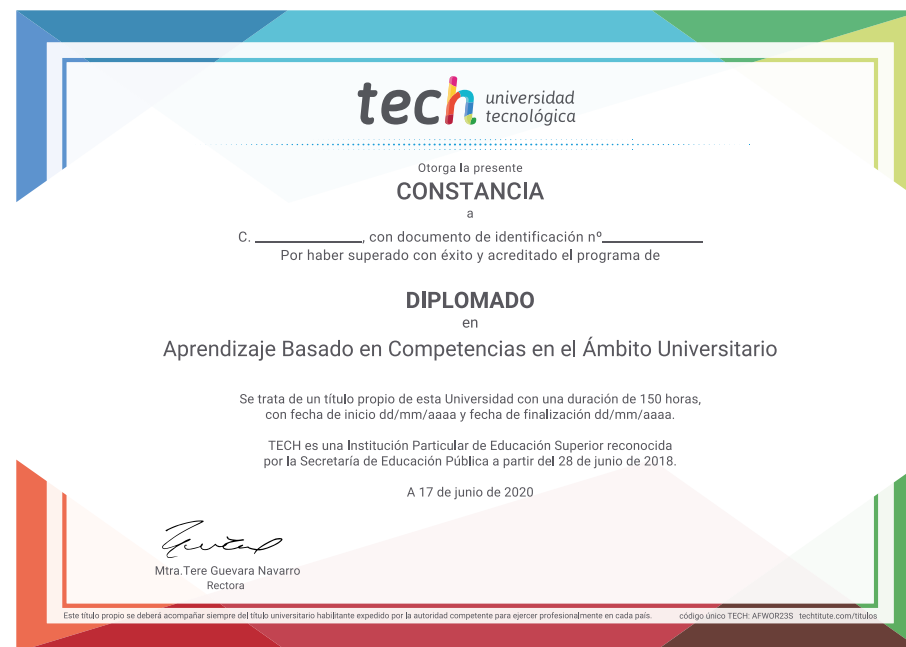 tech universidad
tecnológica
Otorga la presente
CONSTANCIA
a
C. ______________, con documento de identificación nº_____________
Por haber superado con éxito y acreditado el programa de
DIPLOMADO
en
Aprendizaje Basado en Competencias en el Ámbito Universitario
Se trata de un título propio de esta Universidad con una duración de 150 horas,
con fecha de inicio dd/mm/aaaa y fecha de finalización dd/mm/aaaa.
TECH es una Institución Particular de Educación Superior reconocida
por la Secretaría de Educación Pública a partir del 28 de junio de 2018.
A 17 de junio de 2020
Mtra.Tere Guevara Navarro
Rectora
Este título propio se deberá acompañar siempre del título universitario habilitante expedido por la autoridad competente para ejercer profesionalmente en cada país. código único TECH: AFWOR23S techtitute.com/titulos